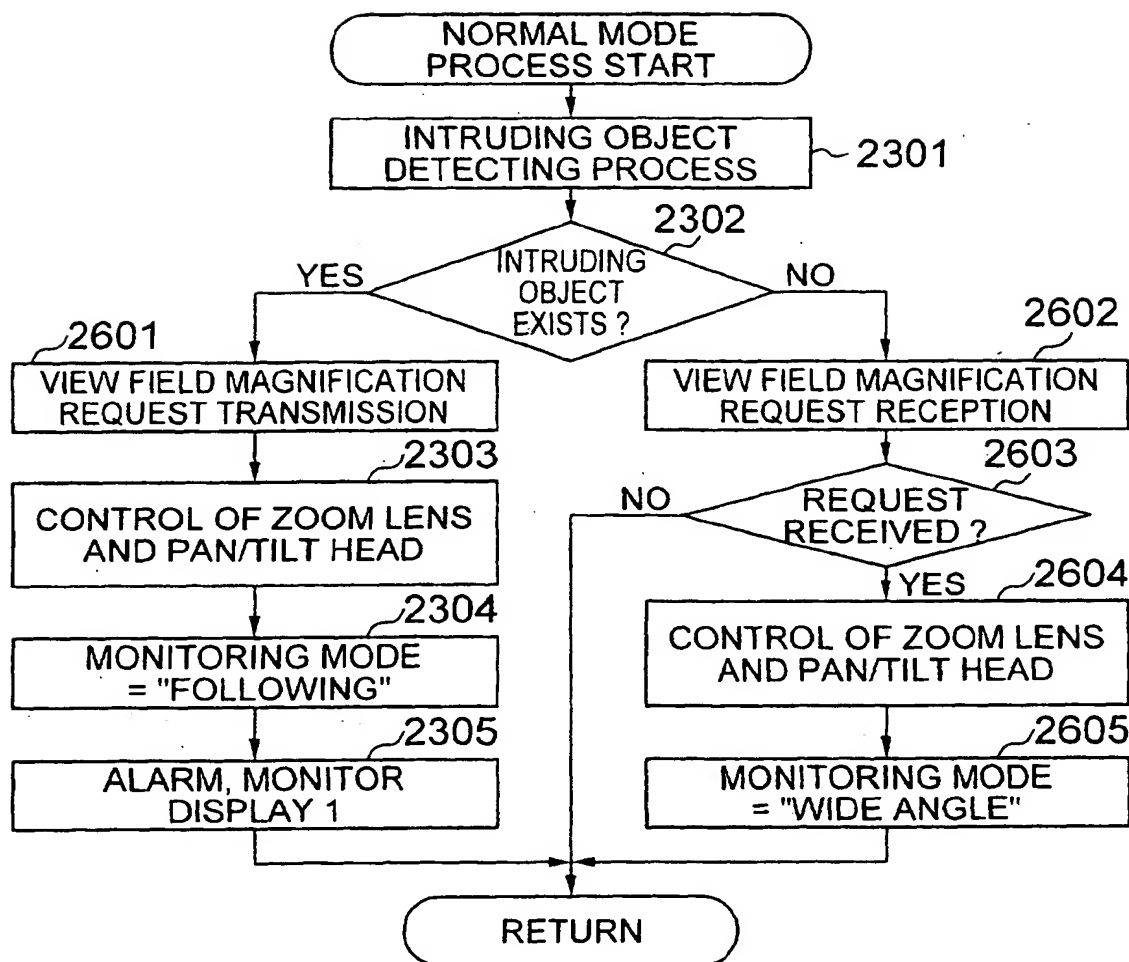 NORMAL MODE
PROCESS START
INTRUDING OBJECT
DETECTING PROCESS
2301
2302
YES
INTRUDING
OBJECT
EXISTS ?
NO
2601
VIEW FIELD MAGNIFICATION
REQUEST TRANSMISSION
2602
VIEW FIELD MAGNIFICATION
REQUEST RECEPTION
2303
CONTROL OF ZOOM LENS
AND PAN/TILT HEAD
2603
NO
REQUEST
RECEIVED ?
YES
2304
MONITORING MODE
= "FOLLOWING"
2604
CONTROL OF ZOOM LENS
AND PAN/TILT HEAD
2305
ALARM, MONITOR
DISPLAY 1
2605
MONITORING MODE
= "WIDE ANGLE"
RETURN